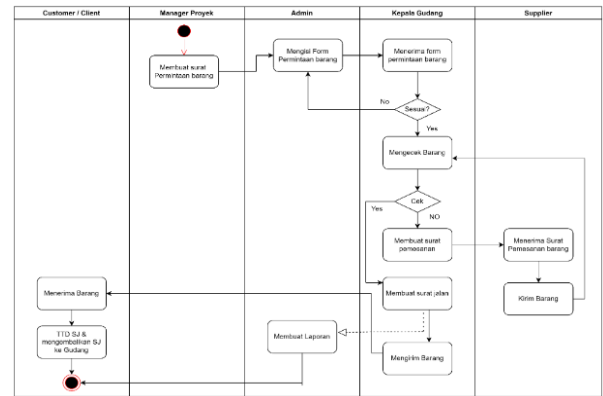 Customer / Client
Manager Proyek
Admin
Kepala Gudang
Supplier
Membuat surat
Permintaan barang
Mengisi Form
Permintaan barang
Menerima form
permintaan barang
No
Sesuai?
Yes
Mengecek Barang
Cek
Yes
NO
Membuat surat
pemesanan
Menerima Surat
Pemesanan barang
Menerima Barang
Membuat surat jalan
Kirim Barang
TTD SJ &
mengembalikan SJ
ke Gudang
Membuat Laporan
Mengirim Barang